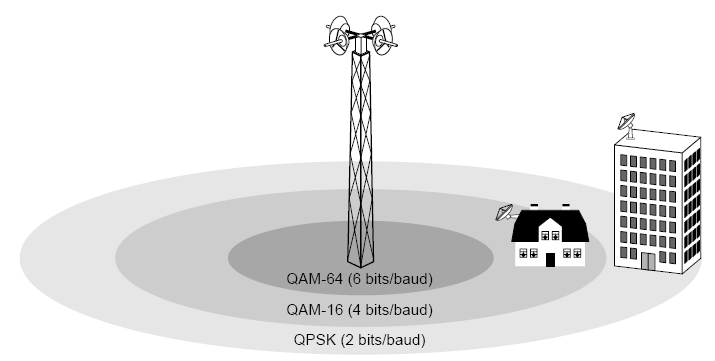 QAM-64 (6 bits/baud)
QAM-16 (4 bits/baud)
QPSK (2 bits/baud)